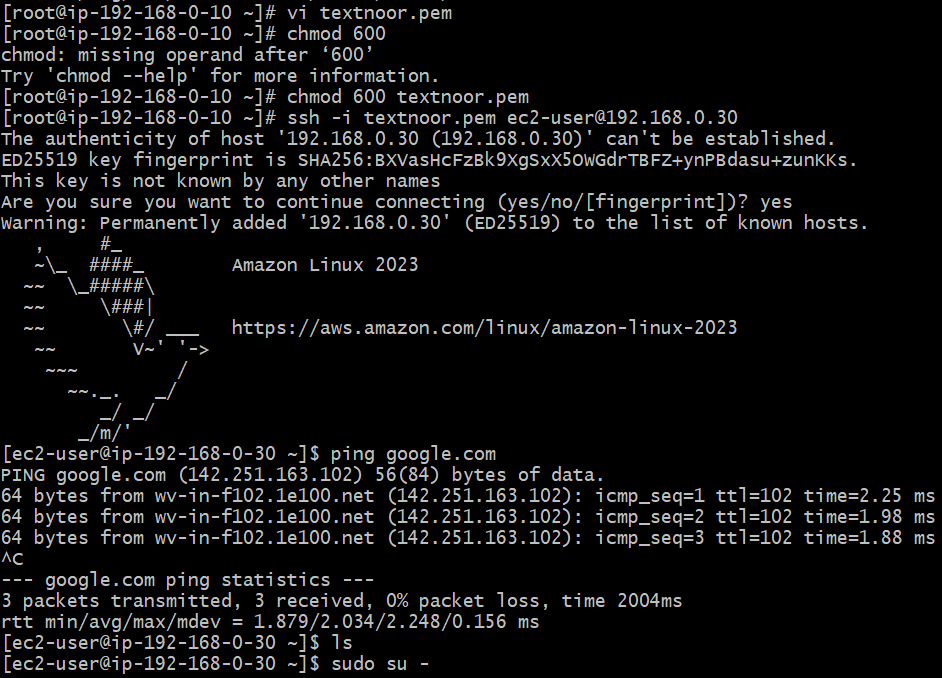 [root@ip-192-168-0-10 ~]# vi textnoor.pem
[root@ip-192-168-0-10 ~]# chmod 600
chmod: missing operand after ‘600’
Try 'chmod --help' for more information.
[root@ip-192-168-0-10 ~]# chmod 600 textnoor.pem
[root@ip-192-168-0-10 ~]# ssh -i textnoor.pem ec2-user@192.168.0.30
The authenticity of host '192.168.0.30 (192.168.0.30)' can't be established.
ED25519 key fingerprint is SHA256:BXVasHcFzBk9XgSxX5OWGdrTBFZ+ynPBdasu+zunKKs.
This key is not known by any other names
Are you sure you want to continue connecting (yes/no/[fingerprint])? yes
Warning: Permanently added '192.168.0.30' (ED25519) to the list of known hosts.
   ,     #_
   ~\_  ####_        Amazon Linux 2023
  ~~  \_#####\
  ~~     \###|
  ~~       \#/ ___   https://aws.amazon.com/linux/amazon-linux-2023
   ~~       V~' '->
    ~~~         /
      ~~._.   _/
         _/ _/
       _/m/'
[ec2-user@ip-192-168-0-30 ~]$ ping google.com
PING google.com (142.251.163.102) 56(84) bytes of data.
64 bytes from wv-in-f102.1e100.net (142.251.163.102): icmp_seq=1 ttl=102 time=2.25 ms
64 bytes from wv-in-f102.1e100.net (142.251.163.102): icmp_seq=2 ttl=102 time=1.98 ms
64 bytes from wv-in-f102.1e100.net (142.251.163.102): icmp_seq=3 ttl=102 time=1.88 ms
^C
--- google.com ping statistics ---
3 packets transmitted, 3 received, 0% packet loss, time 2004ms
rtt min/avg/max/mdev = 1.879/2.034/2.248/0.156 ms
[ec2-user@ip-192-168-0-30 ~]$ ls
[ec2-user@ip-192-168-0-30 ~]$ sudo su -